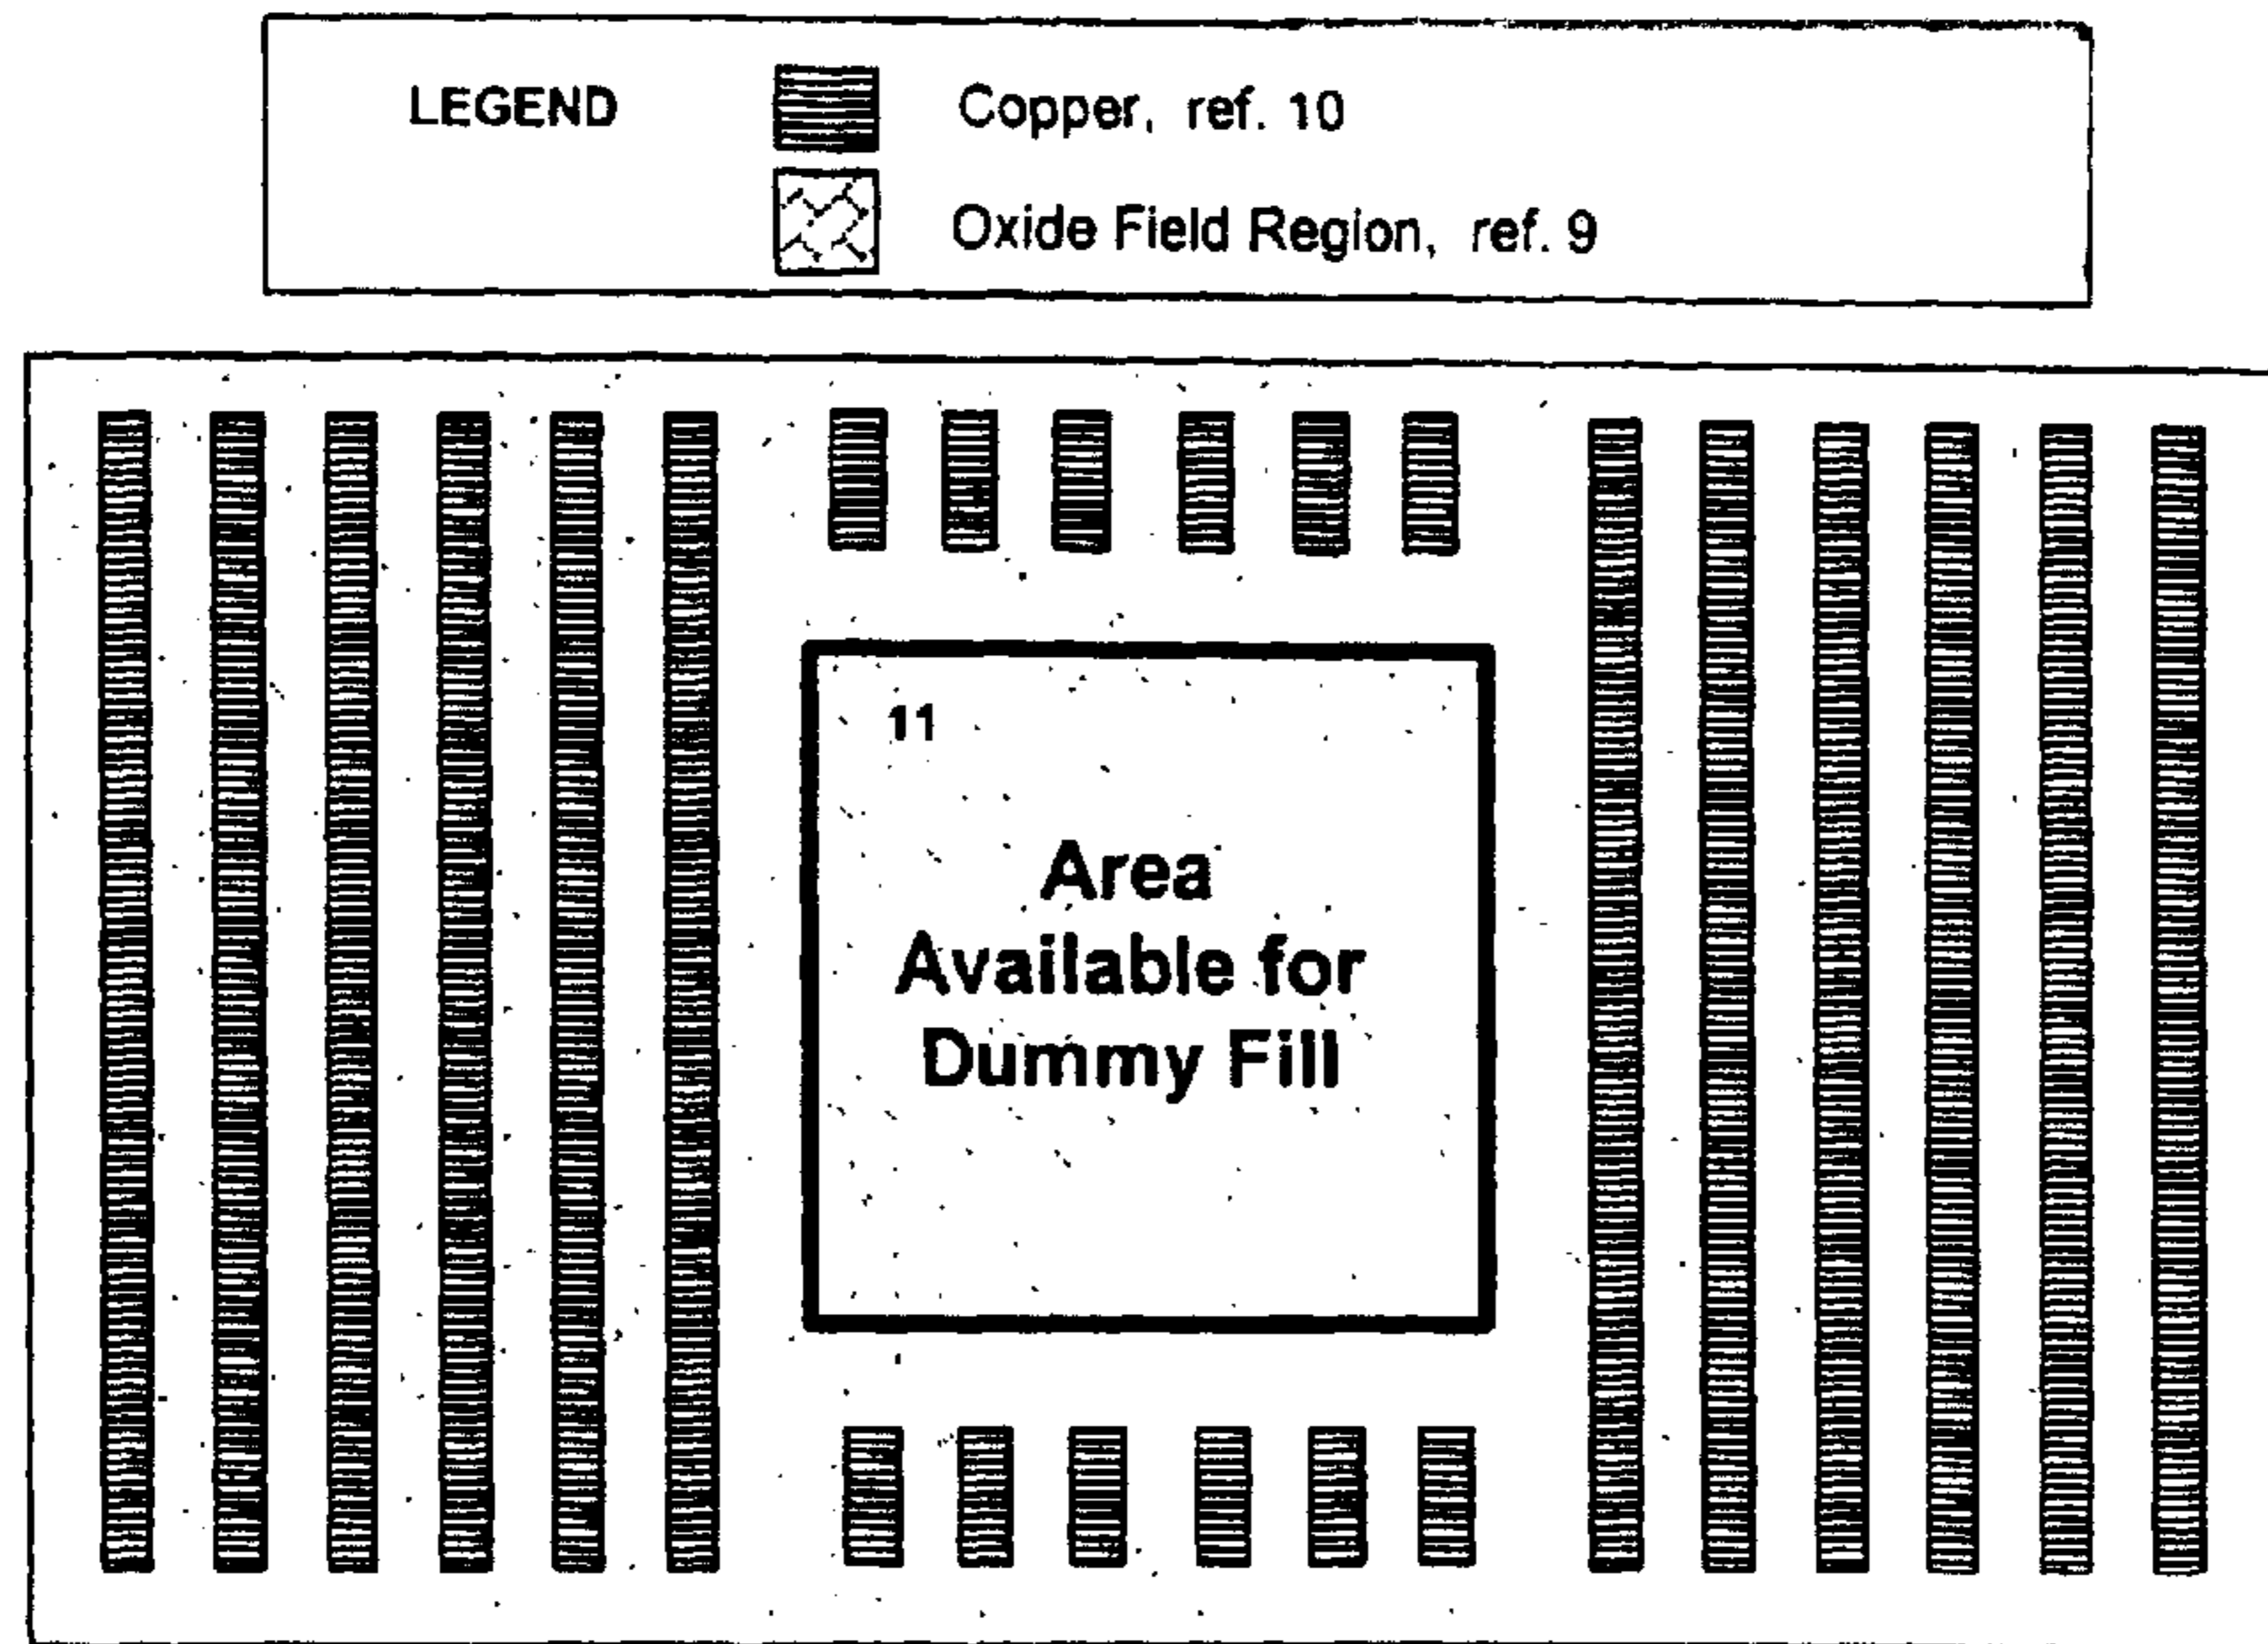 LEGEND
Copper, ref. 10
Oxide Field Region, ref. 9
11
Area
Available for
Dummy Fill